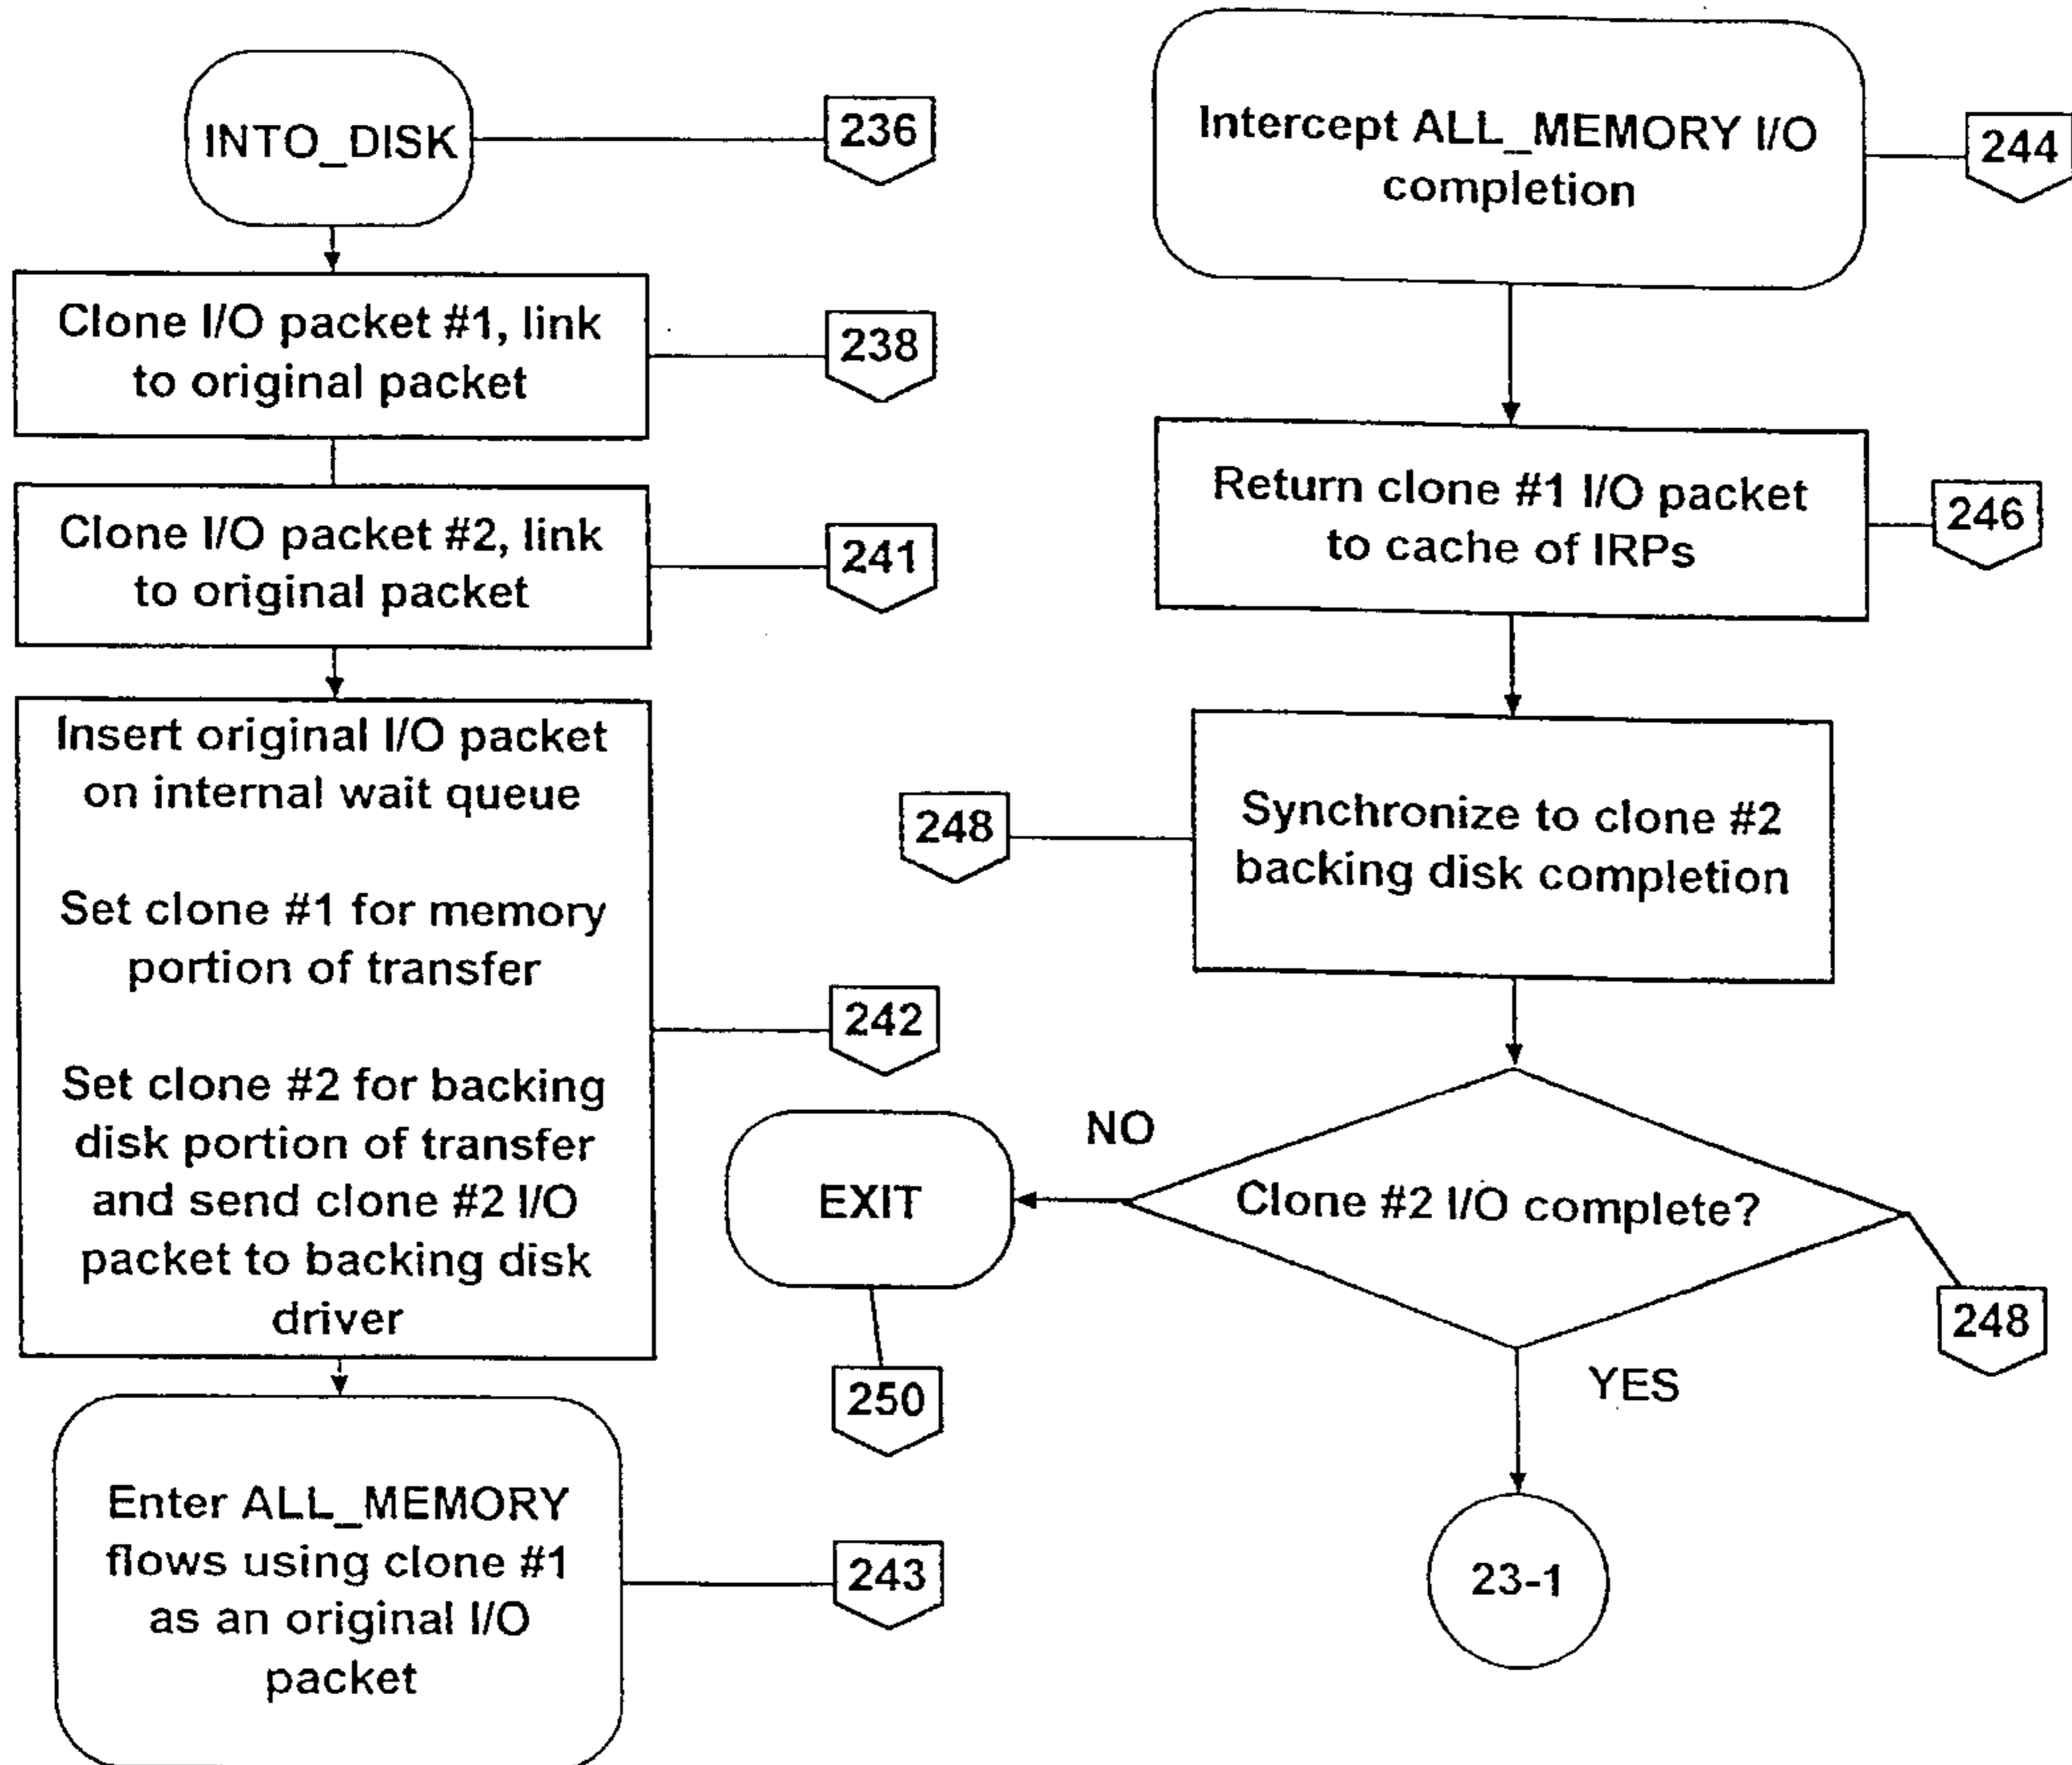 INTO_DISK
236
Clone I/O packet #1, link
to original packet
238
Clone I/O packet #2, link
to original packet
241
Insert original I/O packet
on internal wait queue
Set clone #1 for memory
portion of transfer
Set clone #2 for backing
disk portion of transfer
and send clone #2 I/O
packet to backing disk
driver
242
Enter ALL_MEMORY
flows using clone #1
as an original I/O
packet
243
Intercept ALL_MEMORY I/O
completion
244
Return clone #1 I/O packet
to cache of IRPs
246
Synchronize to clone #2
backing disk completion
248
Clone #2 I/O complete?
248
NO
EXIT
250
YES
23-1